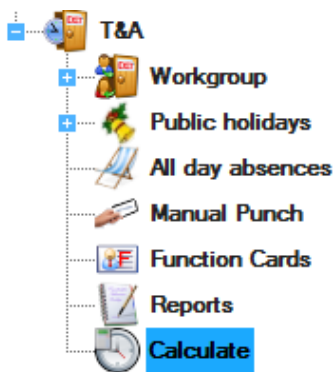 T&A
Workgroup
Public holidays
All day absences
Manual Punch
Function Cards
Reports
Calculate